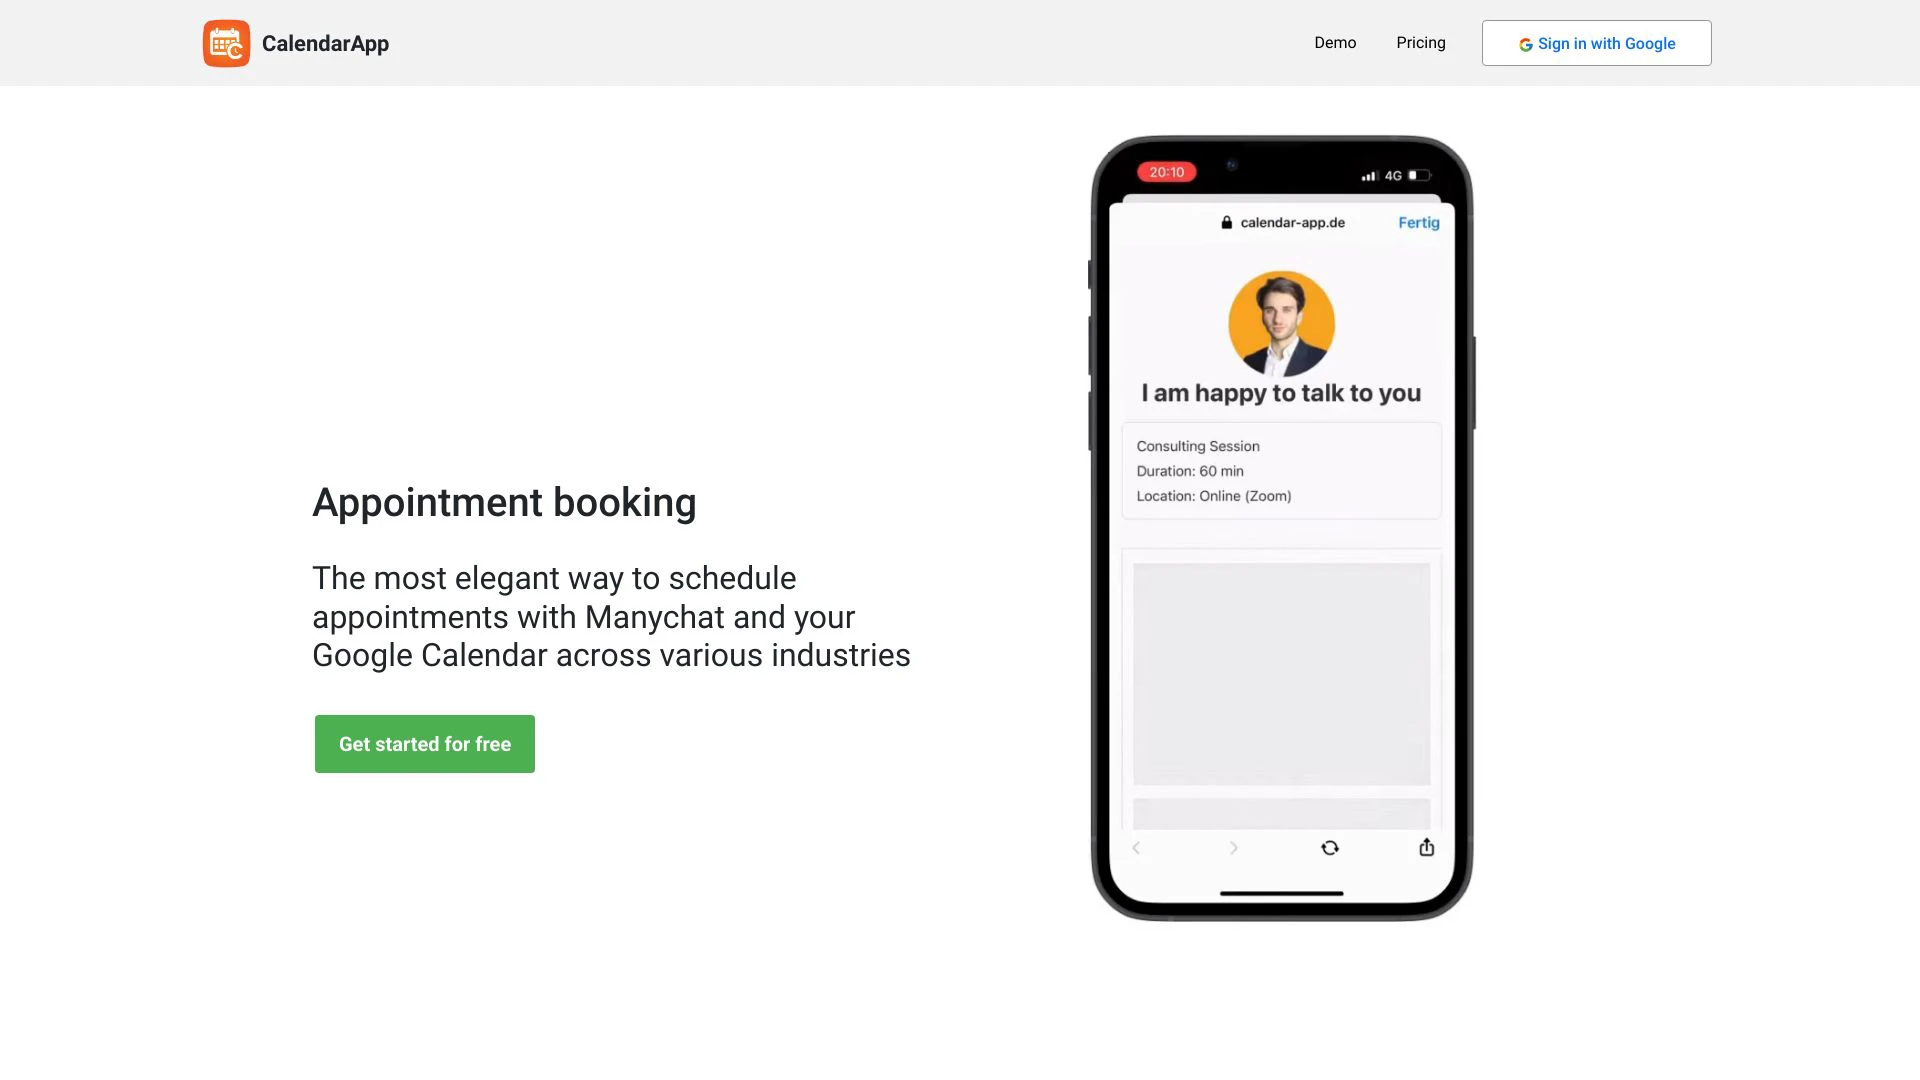 CalendarApp
Demo
Pricing
Sign in with Google
Appointment booking
The most elegant way to schedule
appointments with Manychat and your
Google Calendar across various industries
Get started for free
20:10
4G
calendar-app.de
Fertig
I am happy to talk to you
Consulting Session
Duration: 60 min
Location: Online (Zoom)